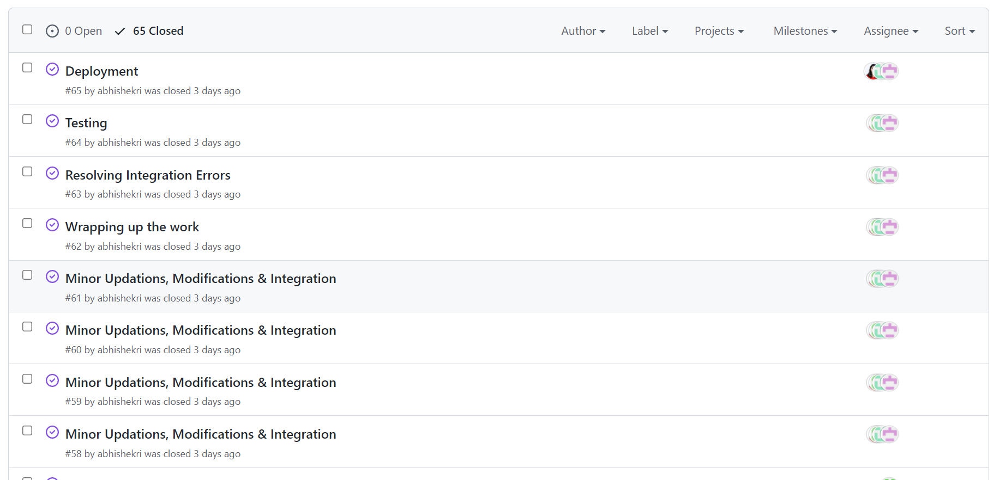 0 Open 65 Closed Author Label Projects Milestones Assignee Sort
Deployment
#65 by abhishekri was closed 3 days ago
Testing
#64 by abhishekri was closed 3 days ago
Resolving Integration Errors
#63 by abhishekri was closed 3 days ago
Wrapping up the work
#62 by abhishekri was closed 3 days ago
Minor Updations, Modifications & Integration
#61 by abhishekri was closed 3 days ago
Minor Updations, Modifications & Integration
#60 by abhishekri was closed 3 days ago
Minor Updations, Modifications & Integration
#59 by abhishekri was closed 3 days ago
Minor Updations, Modifications & Integration
#58 by abhishekri was closed 3 days ago